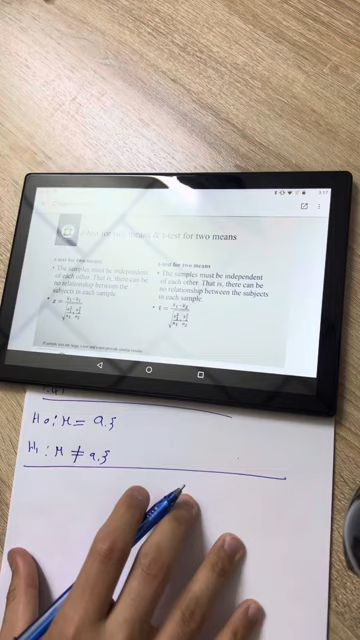 3:17
z-test for two means & t-test for two means
z-test for two means
• The samples must be independent
of each other. That is, there can be
no relationship between the
subjects in each sample.
t-test for two means
• The samples must be independent
of each other. That is, there can be
no relationship between the subjects
in each sample.
H₀: M = a.}
H₁: M ≠ a.}